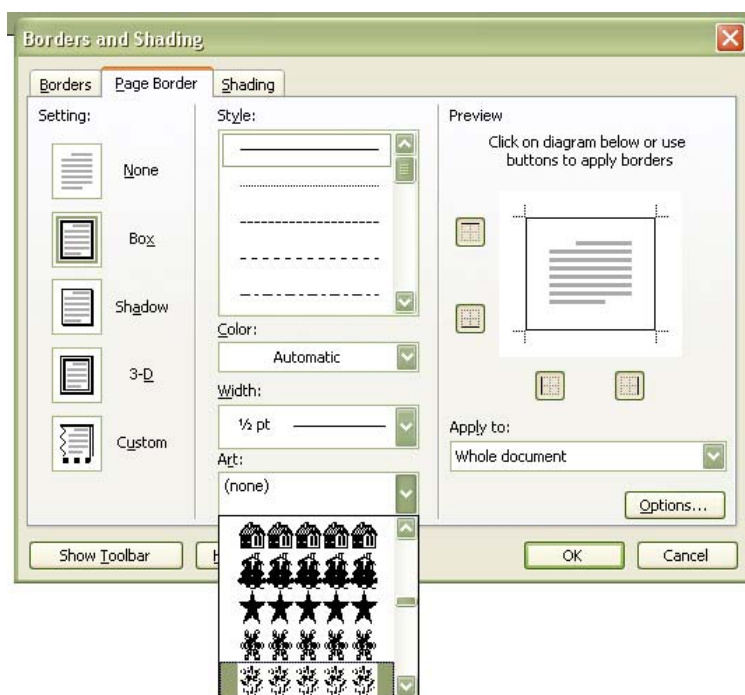 Borders and Shading
Borders
Page Border
Shading
Setting:
None
Box
Shadow
3-D
Custom
Style:
Color:
Automatic
Width:
½ pt
Art:
(none)
Preview
Click on diagram below or use
buttons to apply borders
Apply to:
Whole document
Options...
Show Toolbar
OK
Cancel